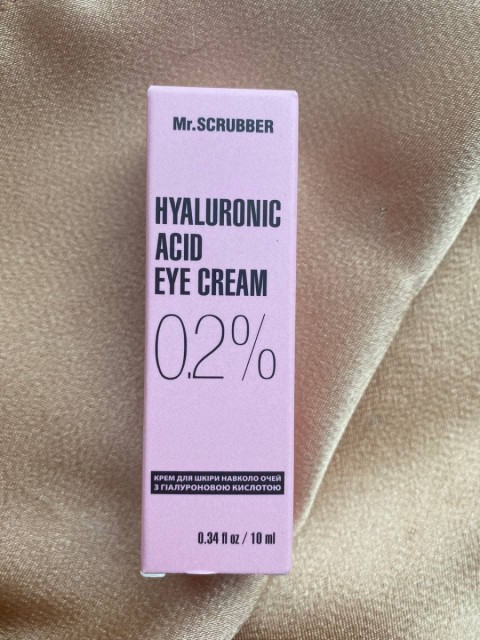 Mr.SCRUBBER
HYALURONIC
ACID
EYE CREAM
0.2%
КРЕМ ДЛЯ ШКІРИ НАВКОЛО ОЧЕЙ
З ГІАЛУРОНОВОЮ КИСЛОТОЮ
0.34 fl oz / 10 ml